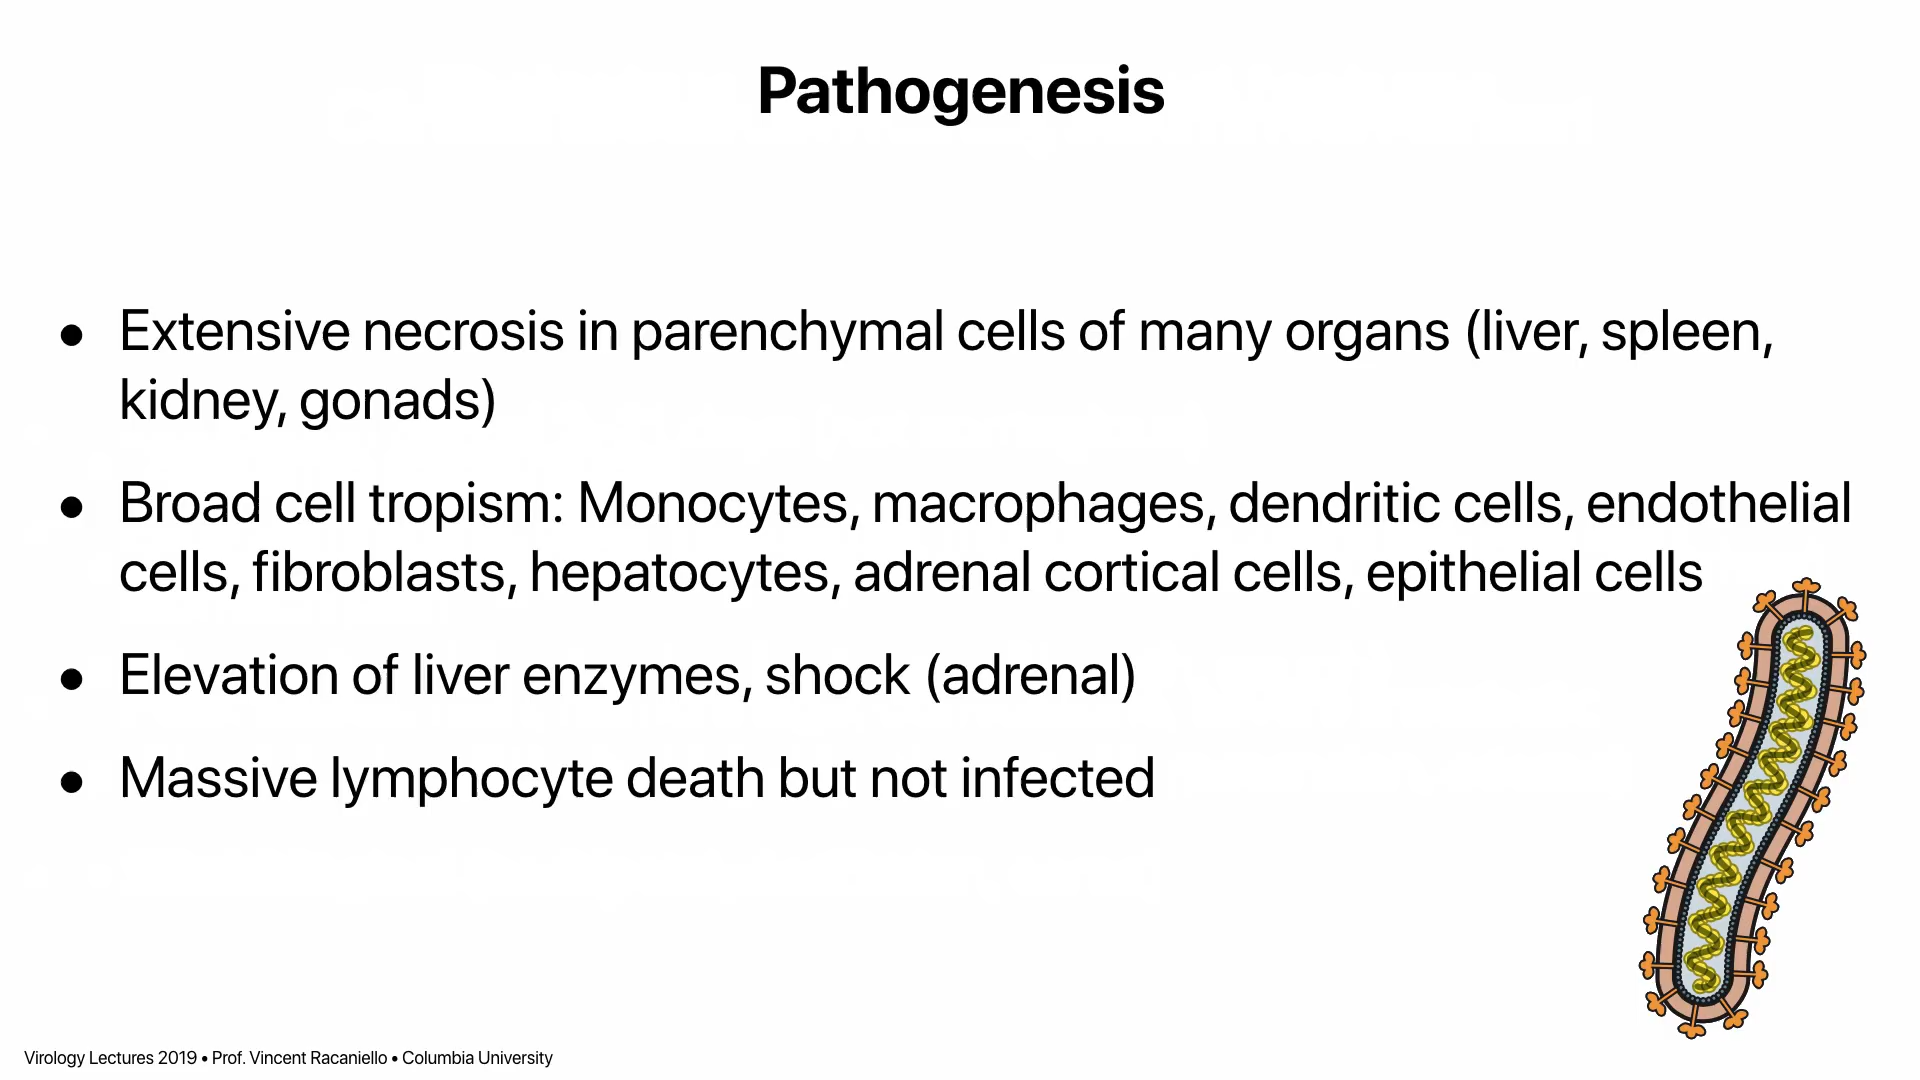 Pathogenesis
• Extensive necrosis in parenchymal cells of many organs (liver, spleen,
kidney, gonads)
• Broad cell tropism: Monocytes, macrophages, dendritic cells, endothelial
cells, fibroblasts, hepatocytes, adrenal cortical cells, epithelial cells
• Elevation of liver enzymes, shock (adrenal)
• Massive lymphocyte death but not infected
Virology Lectures 2019 • Prof. Vincent Racaniello • Columbia University